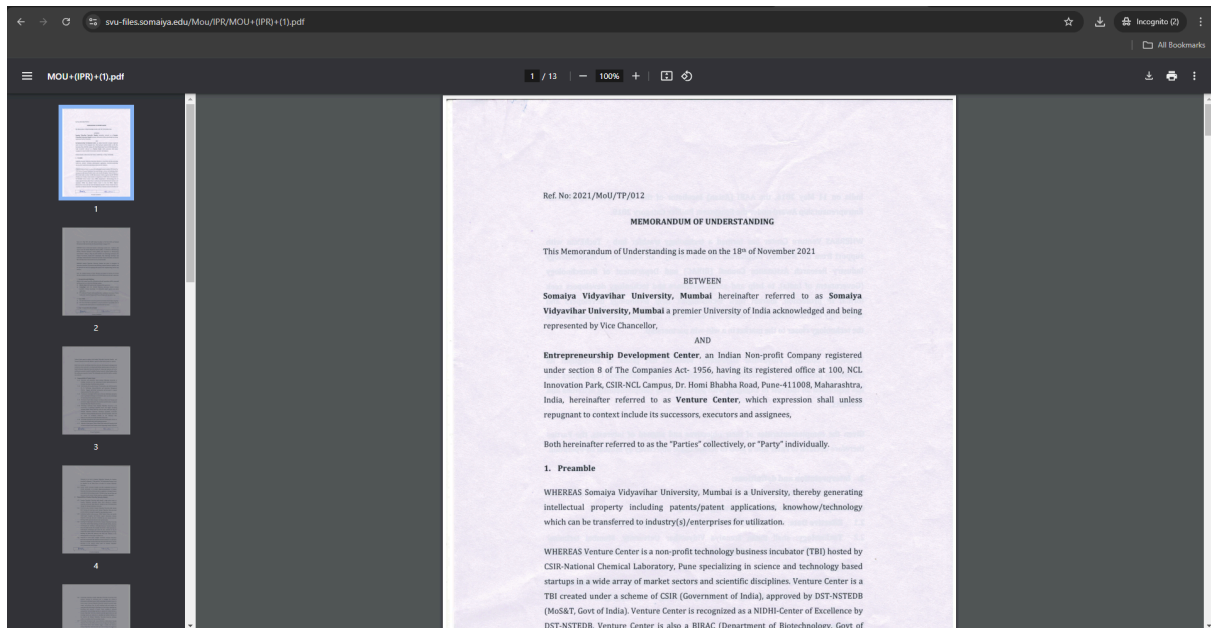 svu-files.somaiya.edu/Mou/IPR/MOU+(IPR)+(1).pdf
Incognito (2)
All Bookmarks
MOU+(IPR)+(1).pdf
1 / 13
100%
1
2
3
4
Ref. No: 2021/MoU/TP/012
MEMORANDUM OF UNDERSTANDING
This Memorandum of Understanding is made on the 18th of November 2021
BETWEEN
Somaiya Vidyavihar University, Mumbai hereinafter referred to as Somaiya
Vidyavihar University, Mumbai a premier University of India acknowledged and being
represented by Vice Chancellor,
AND
Entrepreneurship Development Center, an Indian Non-profit Company registered
under section 8 of The Companies Act- 1956, having its registered office at 100, NCL
Innovation Park, CSIR-NCL Campus, Dr. Homi Bhabha Road, Pune-411008, Maharashtra,
India, hereinafter referred to as Venture Center, which expression shall unless
repugnant to context include its successors, executors and assignees,
Both hereinafter referred to as the "Parties" collectively, or "Party" individually.
1. Preamble
WHEREAS Somaiya Vidyavihar University, Mumbai is a University, thereby generating
intellectual property including patents/patent applications, knowhow/technology
which can be transferred to industry(s)/enterprises for utilization.
WHEREAS Venture Center is a non-profit technology business incubator (TBI) hosted by
CSIR-National Chemical Laboratory, Pune specializing in science and technology based
startups in a wide array of market sectors and scientific disciplines. Venture Center is a
TBI created under a scheme of CSIR (Government of India), approved by DST-NSTEDB
(MoS&T, Govt of India). Venture Center is recognized as a NIDHI-Center of Excellence by
DST-NSTEDB. Venture Center is also a BIRAC (Department of Biotechnology, Govt of